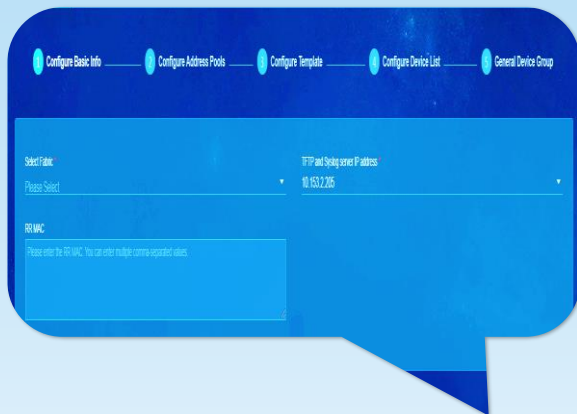 1 Configure Basic Info 2 Configure Address Pools 3 Configure Template 4 Configure Device List 5 General Device Group
Select Fabric * TFTP and Syslog server IP address *
Please Select 10.153.2.205
RR MAC
Please enter the RR MAC. You can enter multiple comma-separated values.